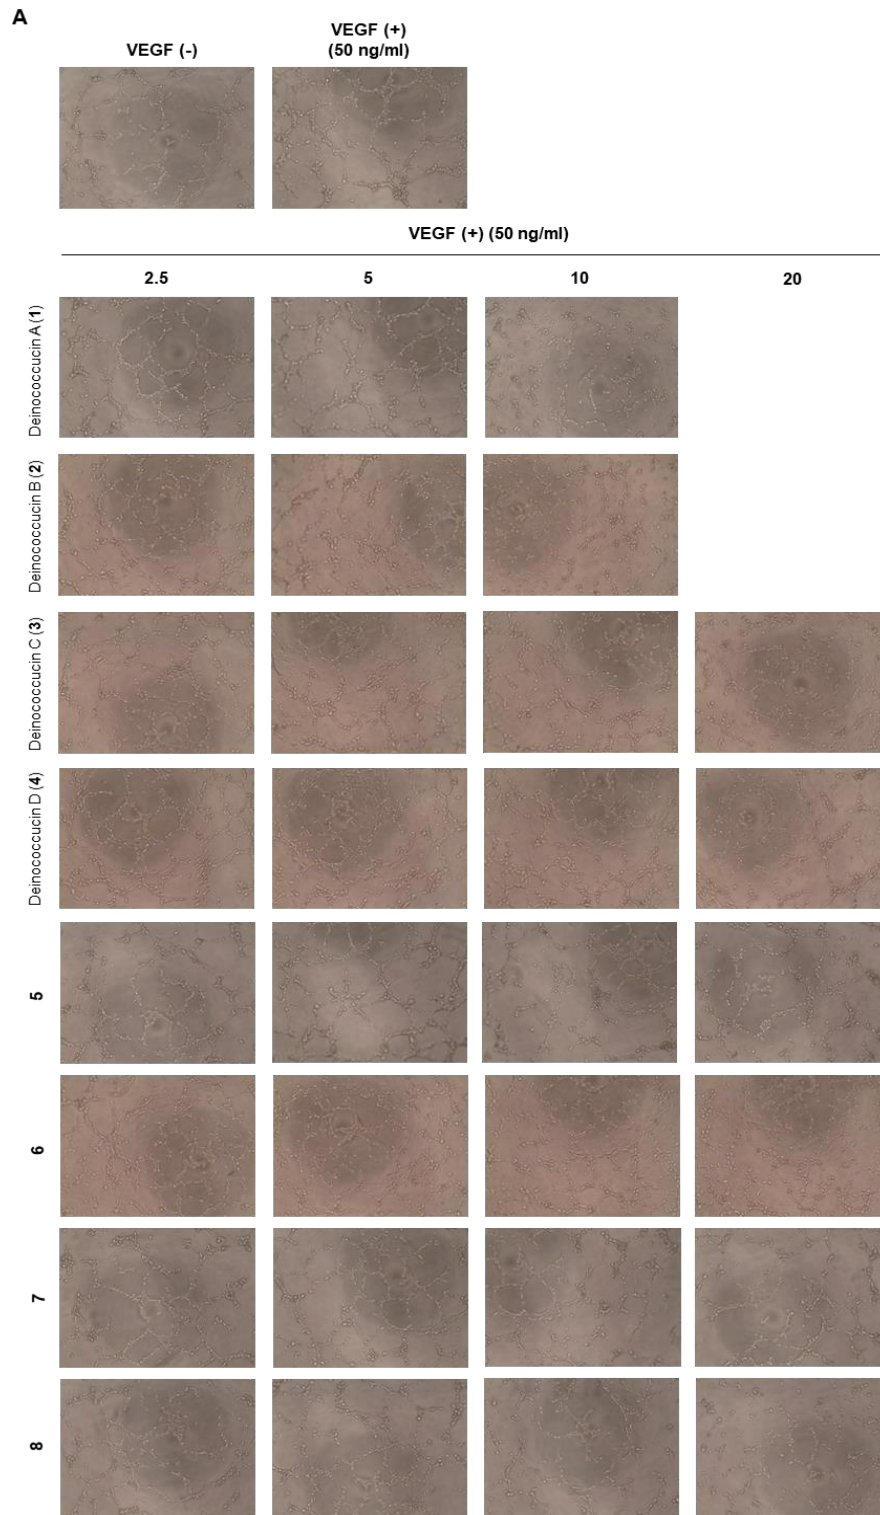 A
VEGF (-)
VEGF (+)
(50 ng/ml)
VEGF (+) (50 ng/ml)
2.5 5 10 20
Deinococcucin A (1)
Deinococcucin B (2)
Deinococcucin C (3)
Deinococcucin D (4)
5
6
7
8